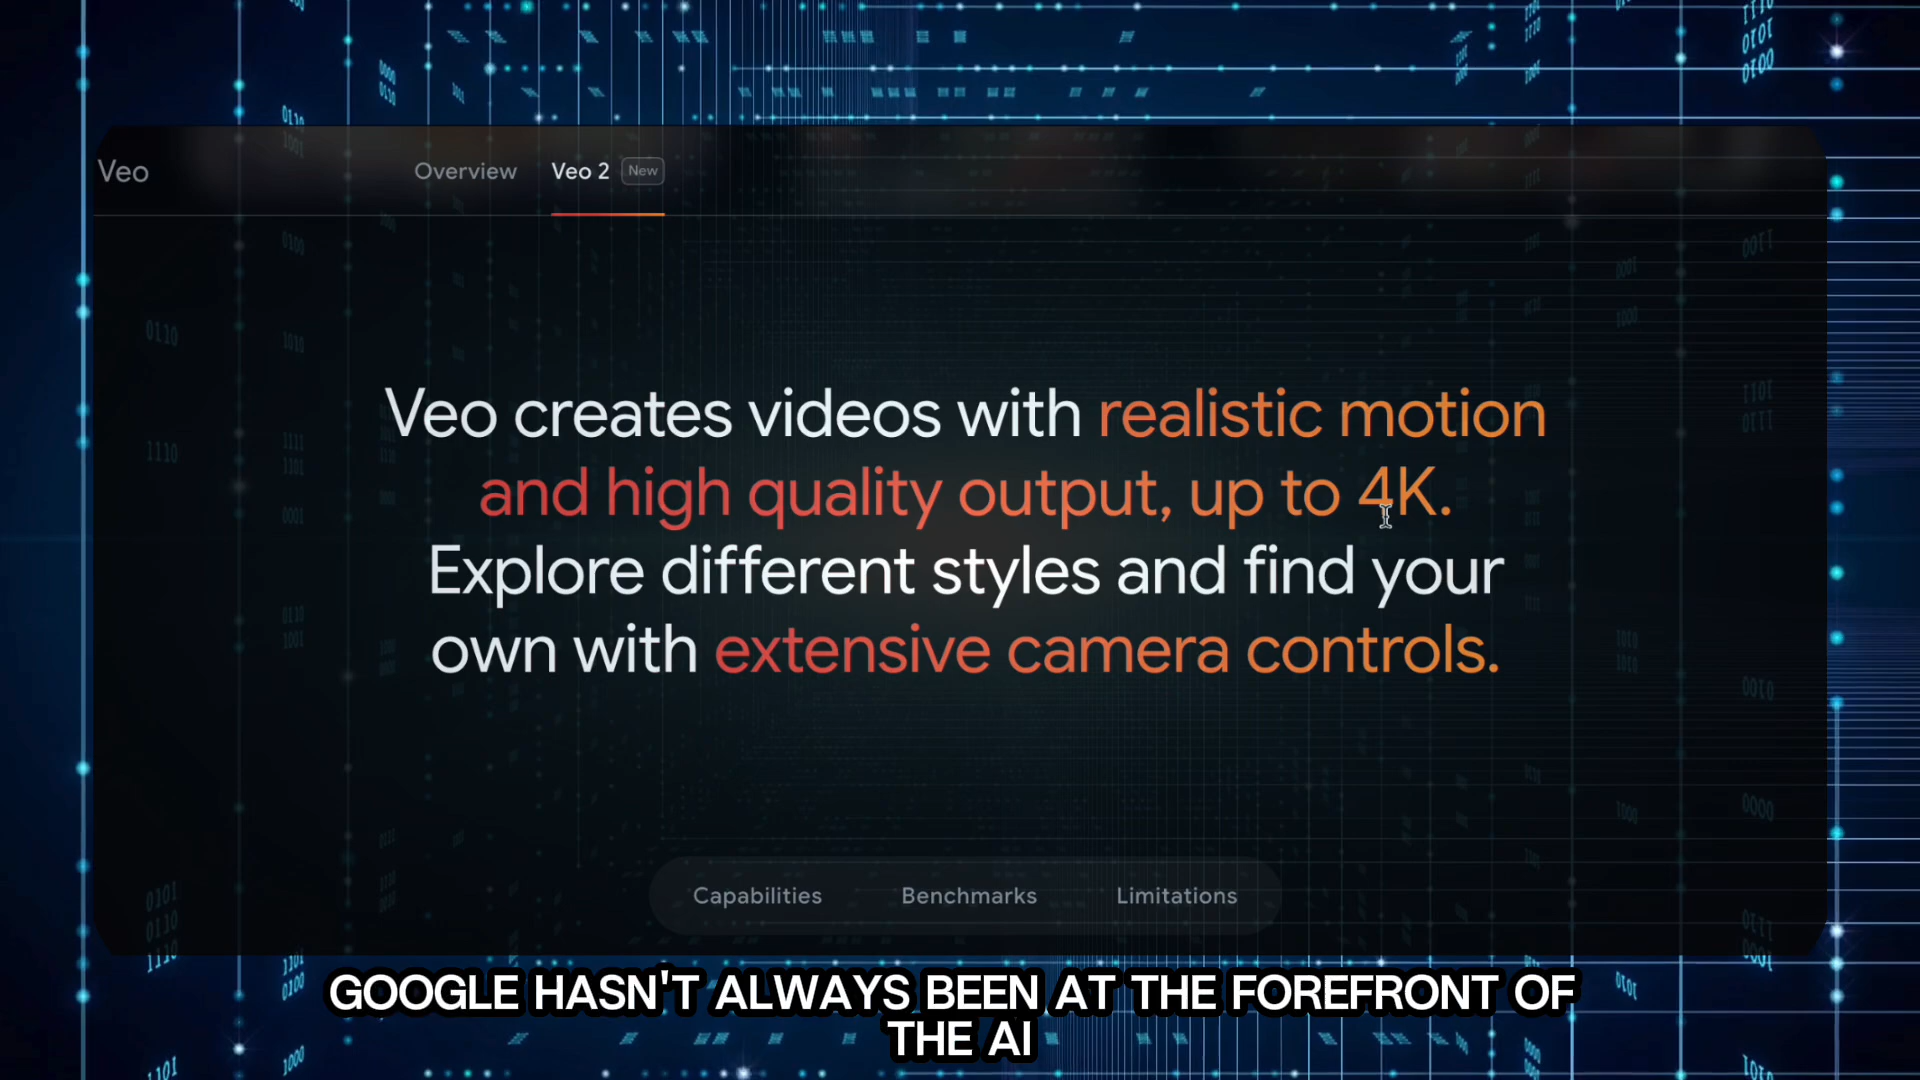 Veo
Overview
Veo 2
New
Veo creates videos with realistic motion
and high quality output, up to 4K.
Explore different styles and find your
own with extensive camera controls.
Capabilities
Benchmarks
Limitations
GOOGLE HASN'T ALWAYS BEEN AT THE FOREFRONT OF
THE AI